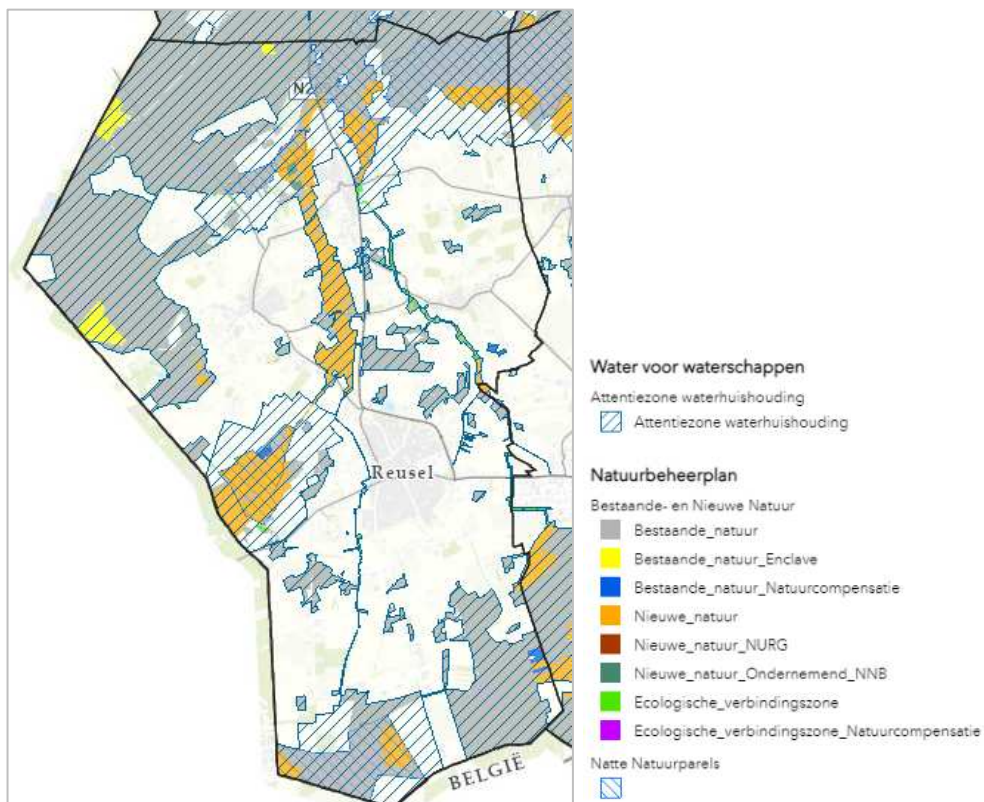 N2
Reusel
BELGIË
Water voor waterschappen
Attentiezone waterhuishouding
Attentiezone waterhuishouding
Natuurbeheerplan
Bestaande- en Nieuwe Natuur
Bestaande_natuur
Bestaande_natuur_Enclave
Bestaande_natuur_Natuurcompensatie
Nieuwe_natuur
Nieuwe_natuur_NURG
Nieuwe_natuur_Ondernemend_NNB
Ecologische_verbindingszone
Ecologische_verbindingszone_Natuurcompensatie
Natte Natuurparels